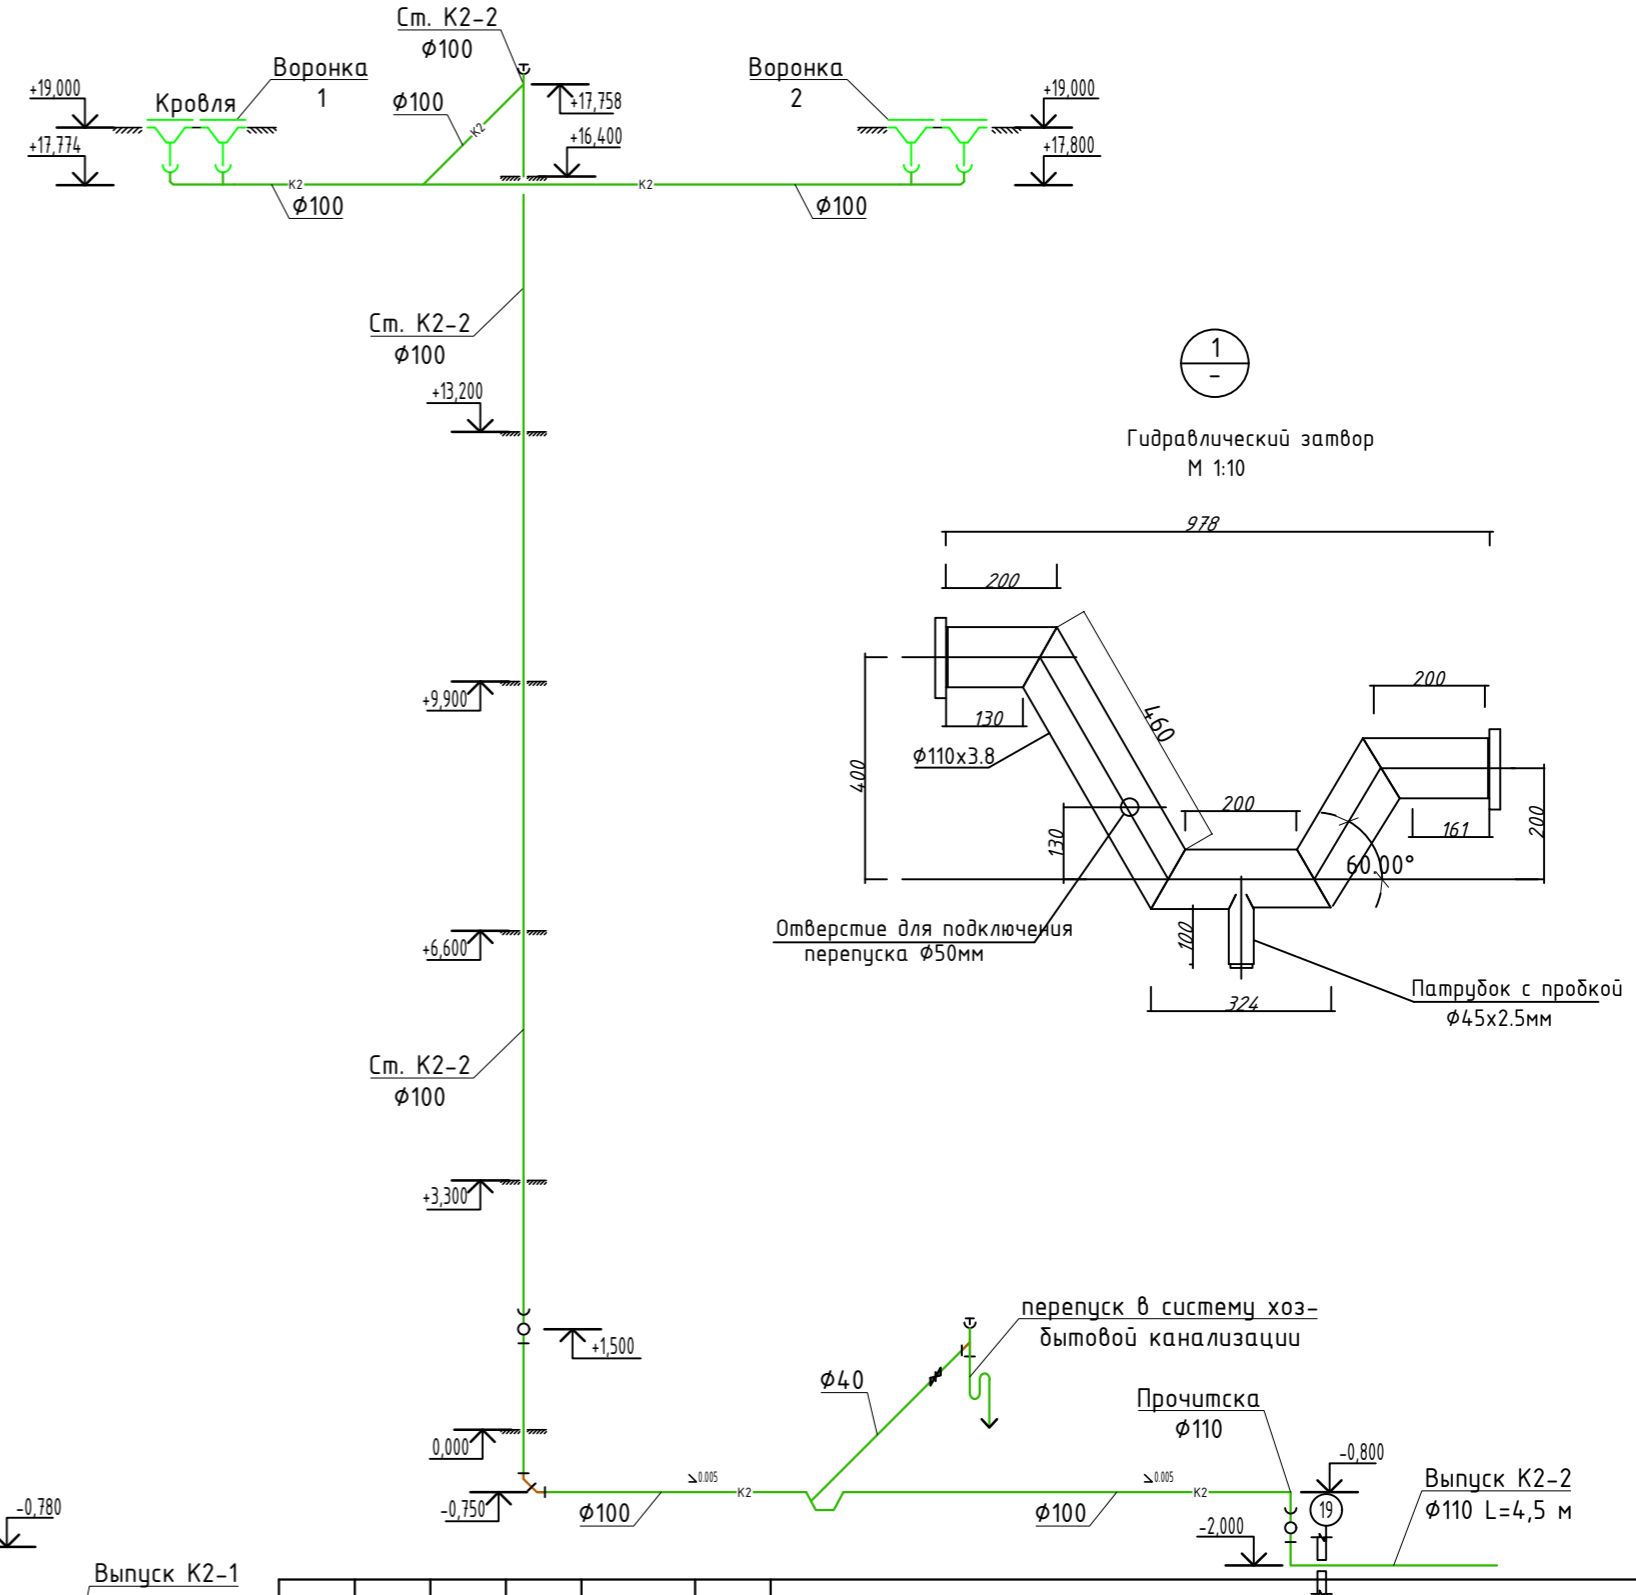 Ст. К2-2
Ф100
Воронка
1
Воронка
2
+19,000
Кровля
Ф100
+17,758
+19,000
К2
+16,400
+17,774
+17,800
К2
К2
Ф100
Ф100
Ст. К2-2
Ф100
1
-
+13,200
Гидравлический затвор
М 1:10
978
200
+9,900
200
130
460
Ф110х3.8
400
200
130
161
200
60.00°
Отверстие для подключения
перепуска Ф50мм
+6,600
100
Патрубок с пробкой
Ф45х2.5мм
324
Ст. К2-2
Ф100
+3,300
перепуск в систему хоз-
бытовой канализации
+1,500
Ф40
Прочитска
Ф110
0,000
-0,800
0.005
0.005
Выпуск К2-2
Ф110 L=4,5 м
К2
К2
-0,750
Ф100
Ф100
19
-0,780
-2,000
Выпуск К2-1